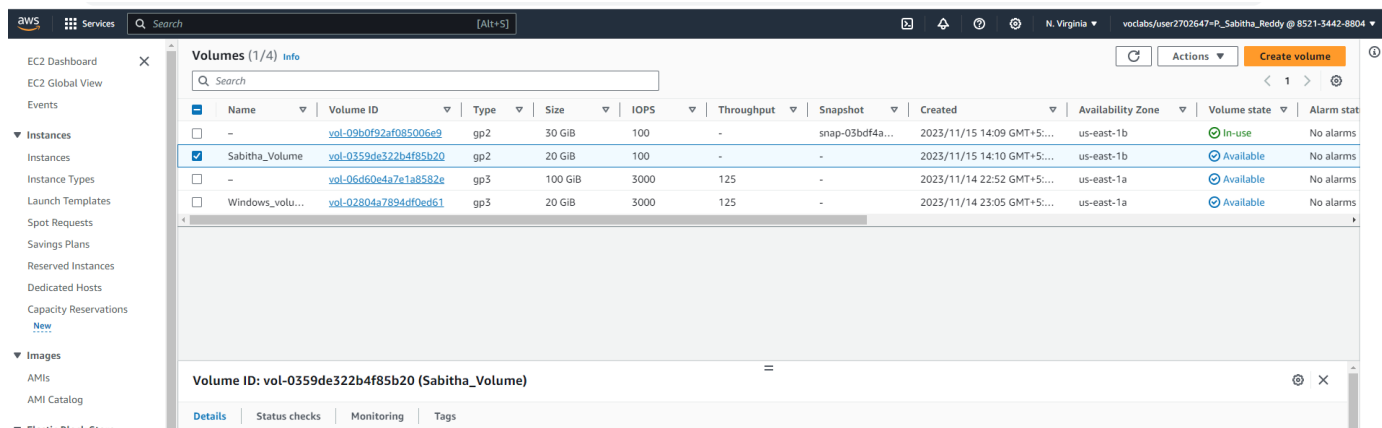 aws Services Search [Alt+S] N. Virginia voclabs/user2702647=P._Sabitha_Reddy @ 8521-3442-8804
EC2 Dashboard
EC2 Global View
Events
Instances
Instances
Instance Types
Launch Templates
Spot Requests
Savings Plans
Reserved Instances
Dedicated Hosts
Capacity Reservations
New
Images
AMIs
AMI Catalog
Volumes (1/4) Info Actions Create volume
Search 1
Name Volume ID Type Size IOPS Throughput Snapshot Created Availability Zone Volume state Alarm stat
– vol-09b0f92af085006e9 gp2 30 GiB 100 - snap-03bdf4a... 2023/11/15 14:09 GMT+5:... us-east-1b In-use No alarms
Sabitha_Volume vol-0359de322b4f85b20 gp2 20 GiB 100 - - 2023/11/15 14:10 GMT+5:... us-east-1b Available No alarms
– vol-06d60e4a7e1a8582e gp3 100 GiB 3000 125 - 2023/11/14 22:52 GMT+5:... us-east-1a Available No alarms
Windows_volu... vol-02804a7894df0ed61 gp3 20 GiB 3000 125 - 2023/11/14 23:05 GMT+5:... us-east-1a Available No alarms
Volume ID: vol-0359de322b4f85b20 (Sabitha_Volume)
Details Status checks Monitoring Tags